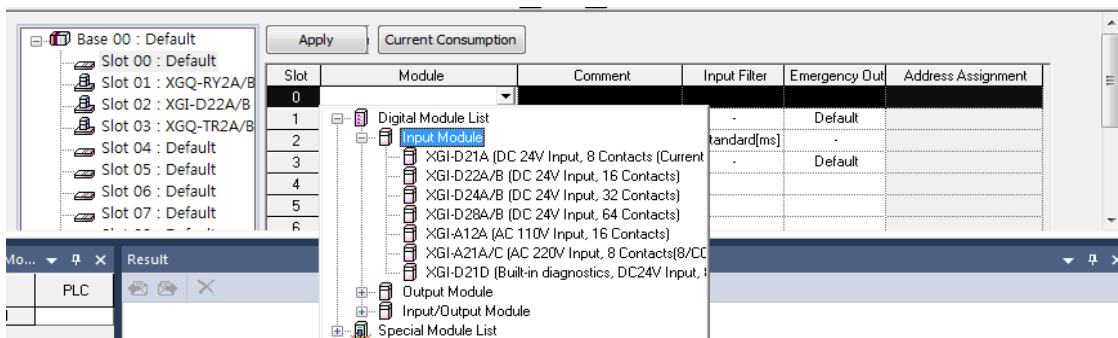 Base 00 : Default
Slot 00 : Default
Slot 01 : XGQ-RY2A/B
Slot 02 : XGI-D22A/B
Slot 03 : XGQ-TR2A/B
Slot 04 : Default
Slot 05 : Default
Slot 06 : Default
Slot 07 : Default
Apply
Current Consumption
Slot Module Comment Input Filter Emergency Out Address Assignment
0
1 - Default
2 tandard[ms] -
3 - Default
4
5
6
Digital Module List
Input Module
XGI-D21A (DC 24V Input, 8 Contacts (Current
XGI-D22A/B (DC 24V Input, 16 Contacts)
XGI-D24A/B (DC 24V Input, 32 Contacts)
XGI-D28A/B (DC 24V Input, 64 Contacts)
XGI-A12A (AC 110V Input, 16 Contacts)
XGI-A21A/C (AC 220V Input, 8 Contacts(8/CO
XGI-D21D (Built-in diagnostics, DC24V Input,
Output Module
Input/Output Module
Special Module List
Mo...
Result
PLC